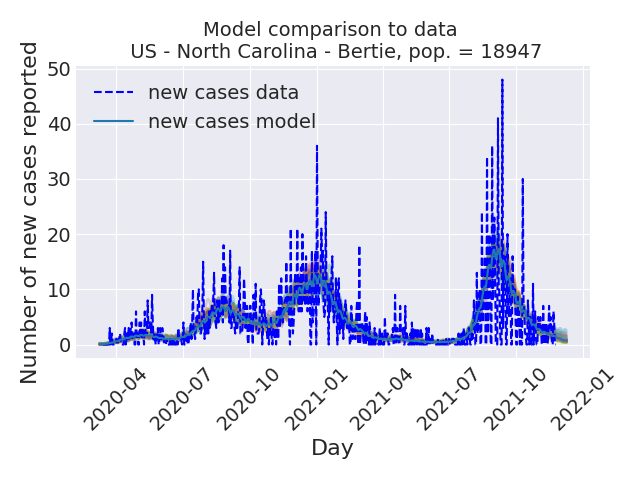 Model comparison to data
US - North Carolina - Bertie, pop. = 18947
Number of new cases reported
50
40
30
20
10
0
new cases data
new cases model
2020-04
2020-07
2020-10
2021-01
2021-04
2021-07
2021-10
2022-01
Day